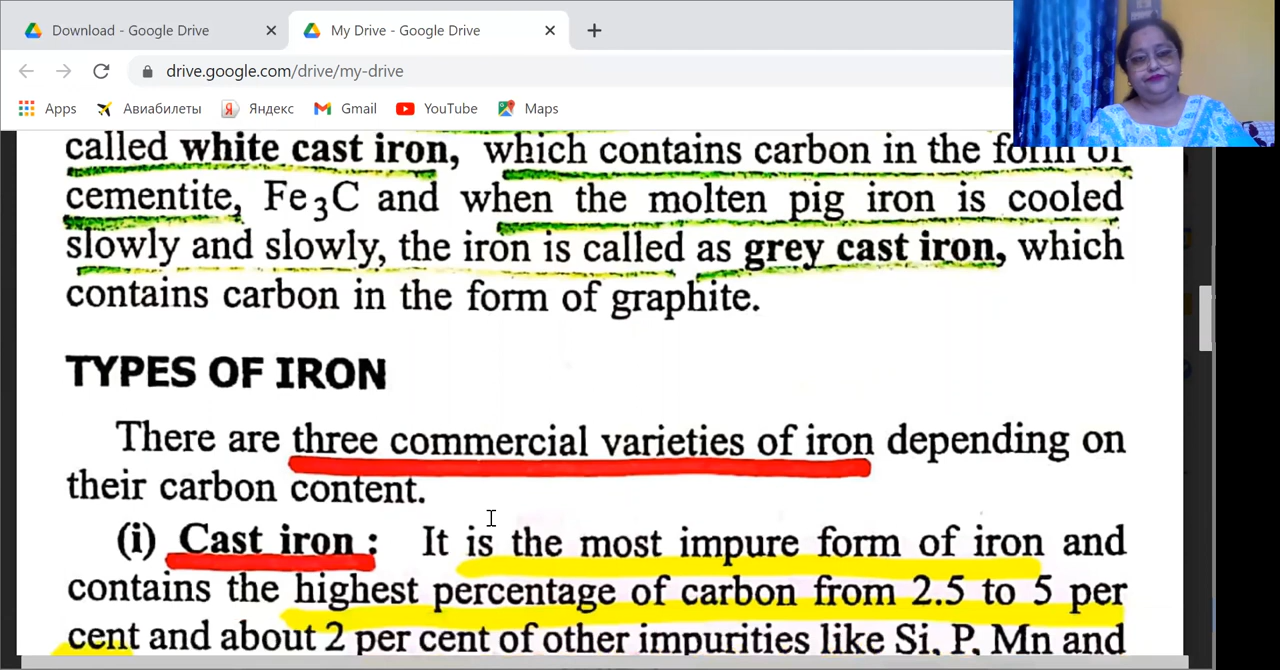 Download - Google Drive
My Drive - Google Drive
drive.google.com/drive/my-drive
Apps
Авиабилеты
Яндекс
Gmail
YouTube
Maps
called white cast iron, which contains carbon in the form of
cementite, Fe₃C and when the molten pig iron is cooled
slowly and slowly, the iron is called as grey cast iron, which
contains carbon in the form of graphite.
TYPES OF IRON
There are three commercial varieties of iron depending on
their carbon content.
(i) Cast iron : It is the most impure form of iron and
contains the highest percentage of carbon from 2.5 to 5 per
cent and about 2 per cent of other impurities like Si, P, Mn and